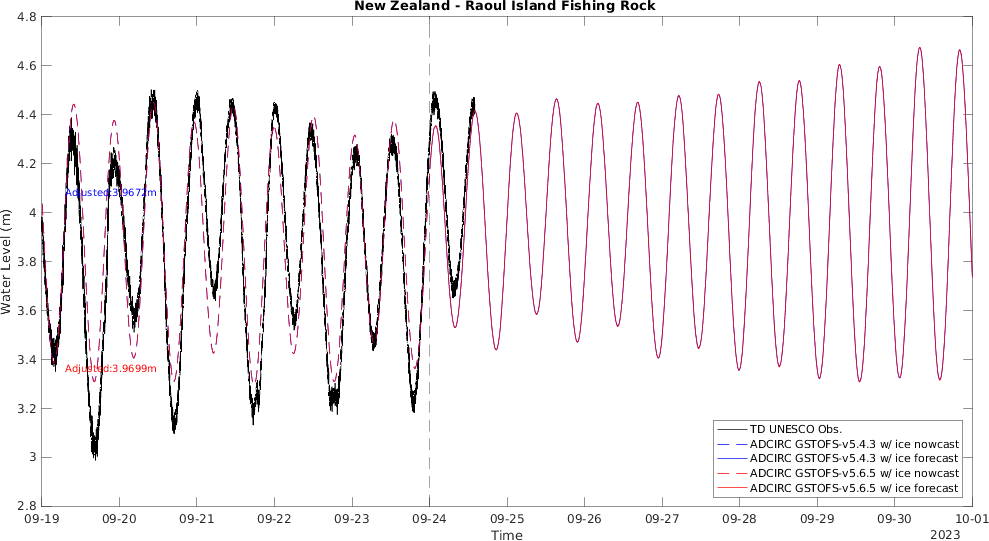 New Zealand - Raoul Island Fishing Rock
4.8
4.6
4.4
4.2
4
3.8
3.6
3.4
3.2
3
2.8
Water Level (m)
Adjusted:3.9672m
Adjusted:3.9699m
TD UNESCO Obs.
ADCIRC GSTOFS-v5.4.3 w/ ice nowcast
ADCIRC GSTOFS-v5.4.3 w/ ice forecast
ADCIRC GSTOFS-v5.6.5 w/ ice nowcast
ADCIRC GSTOFS-v5.6.5 w/ ice forecast
09-19 09-20 09-21 09-22 09-23 09-24 09-25 09-26 09-27 09-28 09-29 09-30 10-01
Time
2023